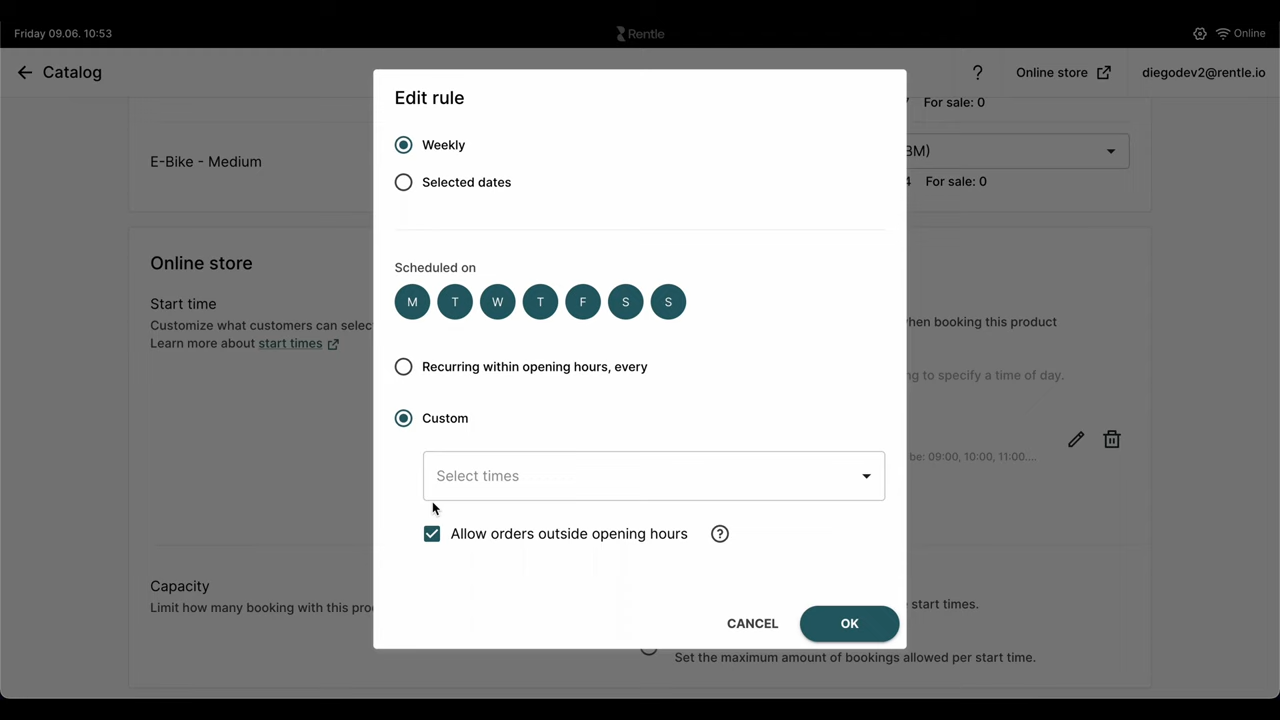 Friday 09.06. 10:53
Rentle
Online
Catalog
?
Online store
diegodev2@rentle.io
For sale: 0
E-Bike - Medium
BM)
4 For sale: 0
Online store
Start time
Customize what customers can selec
Learn more about start times
when booking this product
ng to specify a time of day.
be: 09:00, 10:00, 11:00....
Capacity
Limit how many booking with this pro
start times.
Set the maximum amount of bookings allowed per start time.
Edit rule
Weekly
Selected dates
Scheduled on
M T W T F S S
Recurring within opening hours, every
Custom
Select times
Allow orders outside opening hours ?
CANCEL OK